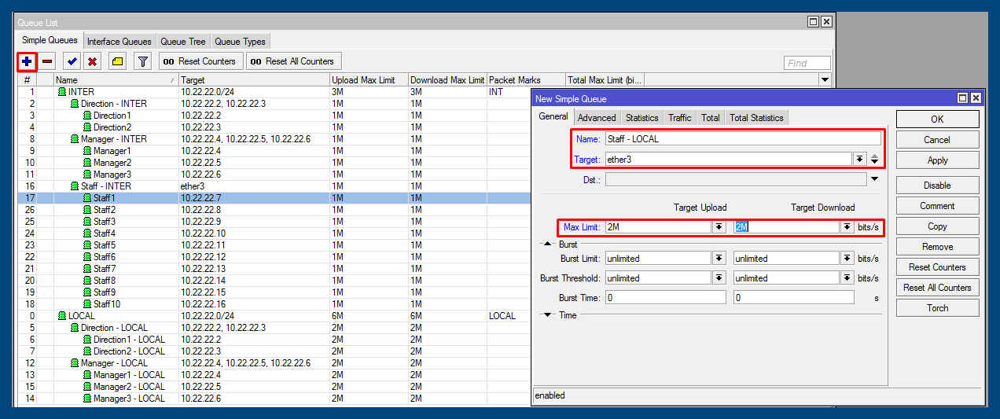 Queue List
Simple Queues Interface Queues Queue Tree Queue Types
00 Reset Counters 00 Reset All Counters Find
# Name Target Upload Max Limit Download Max Limit Packet Marks Total Max Limit (bi...
1 INTER 10.22.22.0/24 3M 3M INT
2 Direction - INTER 10.22.22.2, 10.22.22.3 1M 1M
3 Direction1 10.22.22.2 1M 1M
4 Direction2 10.22.22.3 1M 1M
8 Manager - INTER 10.22.22.4, 10.22.22.5, 10.22.22.6 1M 1M
9 Manager1 10.22.22.4 1M 1M
10 Manager2 10.22.22.5 1M 1M
11 Manager3 10.22.22.6 1M 1M
16 Staff - INTER ether3 1M 1M
17 Staff1 10.22.22.7 1M 1M
26 Staff2 10.22.22.8 1M 1M
25 Staff3 10.22.22.9 1M 1M
24 Staff4 10.22.22.10 1M 1M
23 Staff5 10.22.22.11 1M 1M
22 Staff6 10.22.22.12 1M 1M
21 Staff7 10.22.22.13 1M 1M
20 Staff8 10.22.22.14 1M 1M
19 Staff9 10.22.22.15 1M 1M
18 Staff10 10.22.22.16 1M 1M
0 LOCAL 10.22.22.0/24 6M 6M LOCAL
5 Direction - LOCAL 10.22.22.2, 10.22.22.3 2M 2M
6 Direction1 - LOCAL 10.22.22.2 2M 2M
7 Direction2 - LOCAL 10.22.22.3 2M 2M
12 Manager - LOCAL 10.22.22.4, 10.22.22.5, 10.22.22.6 2M 2M
13 Manager1 - LOCAL 10.22.22.4 2M 2M
15 Manager2 - LOCAL 10.22.22.5 2M 2M
14 Manager3 - LOCAL 10.22.22.6 2M 2M
New Simple Queue
General Advanced Statistics Traffic Total Total Statistics
Name: Staff - LOCAL
Target: ether3
Dst.:
Target Upload Target Download
Max Limit: 2M 2M bits/s
Burst
Burst Limit: unlimited unlimited bits/s
Burst Threshold: unlimited unlimited bits/s
Burst Time: 0 0 s
Time
enabled
OK
Cancel
Apply
Disable
Comment
Copy
Remove
Reset Counters
Reset All Counters
Torch